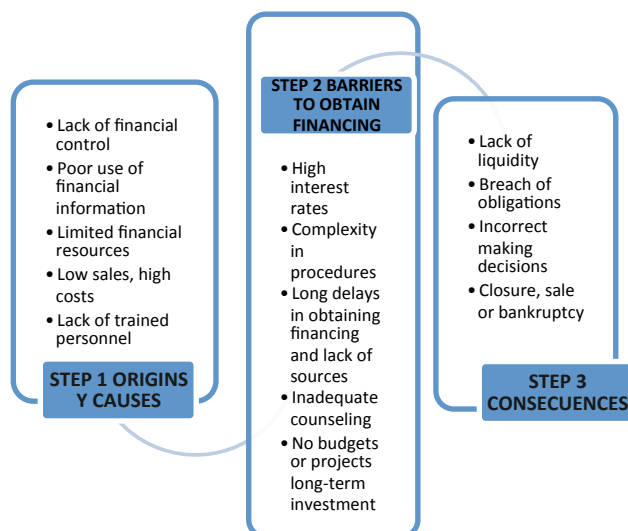 • Lack of financial
control
• Poor use of
financial
information
• Limited financial
resources
• Low sales, high
costs
• Lack of trained
personnel
STEP 1 ORIGINS
Y CAUSES
STEP 2 BARRIERS
TO OBTAIN
FINANCING
• High
interest
rates
• Complexity
in
procedures
• Long delays
in obtaining
financing
and lack of
sources
• Inadequate
counseling
• No budgets
or projects
long-term
investment
• Lack of
liquidity
• Breach of
obligations
• Incorrect
making
decisions
• Closure, sale
or bankruptcy
STEP 3
CONSECUENCES